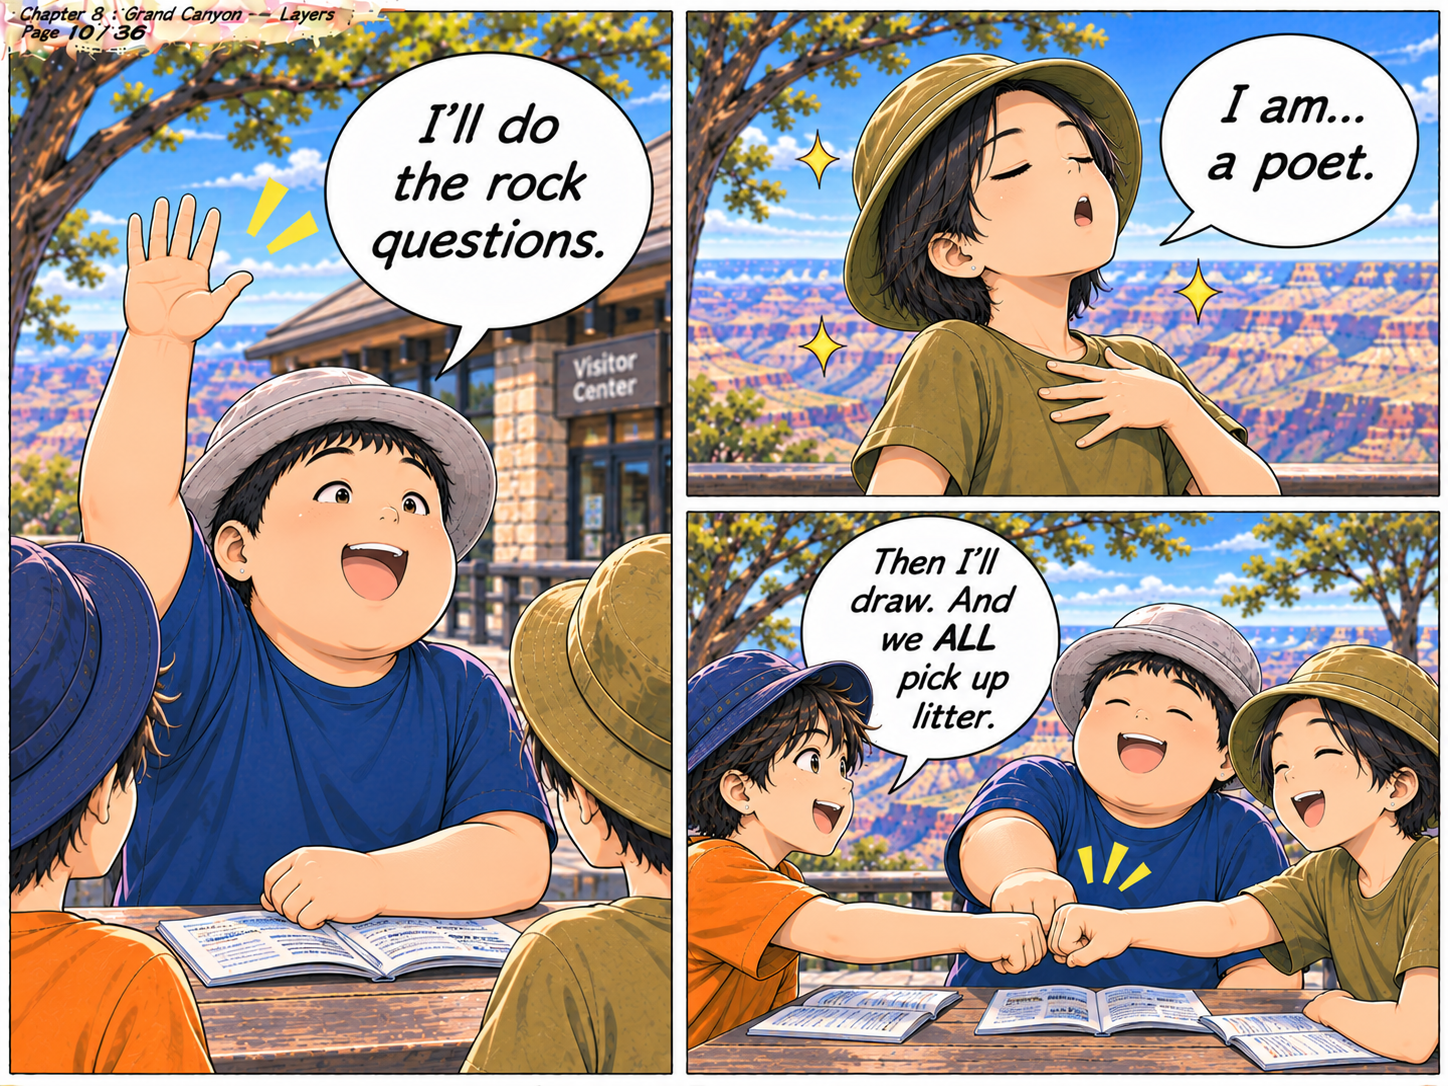 Chapter 8 : Grand Canyon -- Layers
Page 10 / 36
I'll do
the rock
questions.
Visitor
Center
I am...
a poet.
Then I'll
draw. And
we ALL
pick up
litter.